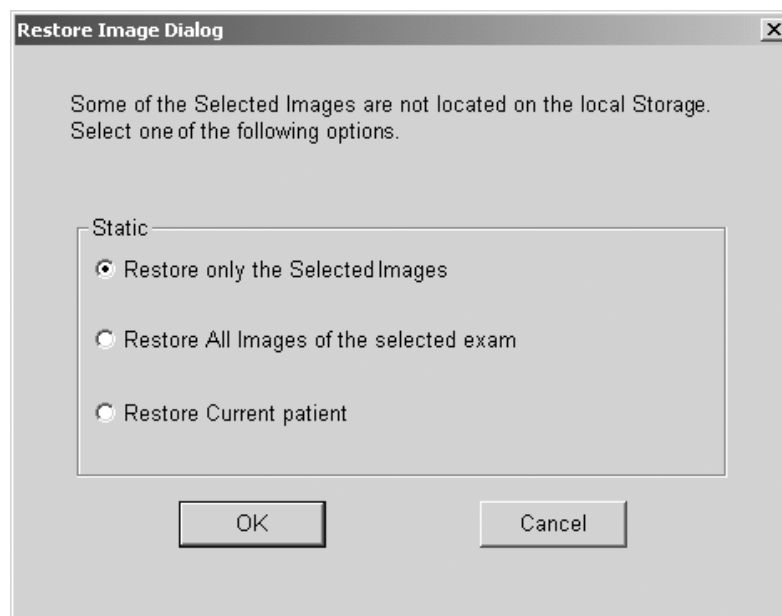 Restore Image Dialog
Some of the Selected Images are not located on the local Storage.
Select one of the following options.
Static
Restore only the Selected Images
Restore All Images of the selected exam
Restore Current patient
OK Cancel